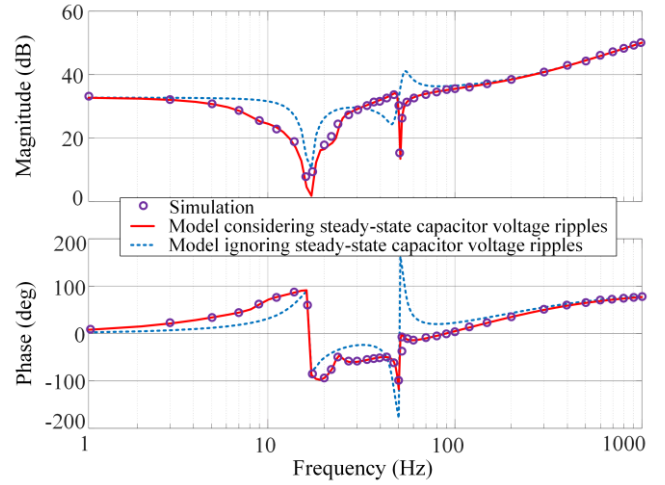 60
40
20
0
Magnitude (dB)
Simulation
Model considering steady-state capacitor voltage ripples
Model ignoring steady-state capacitor voltage ripples
200
100
0
-100
-200
Phase (deg)
1
10
100
1000
Frequency (Hz)